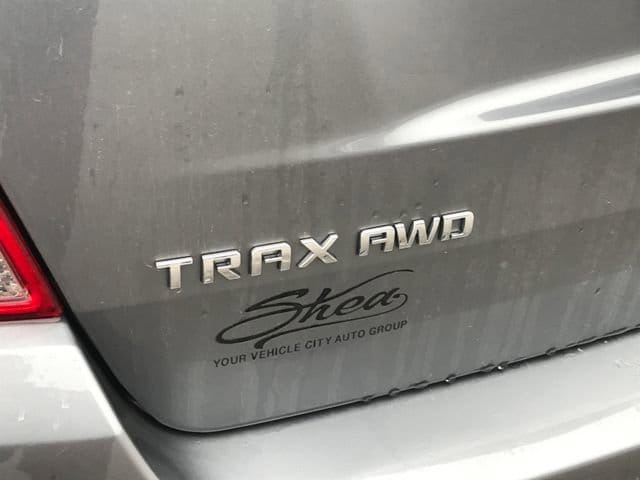 TRAX AWD
Shea
YOUR VEHICLE CITY AUTO GROUP